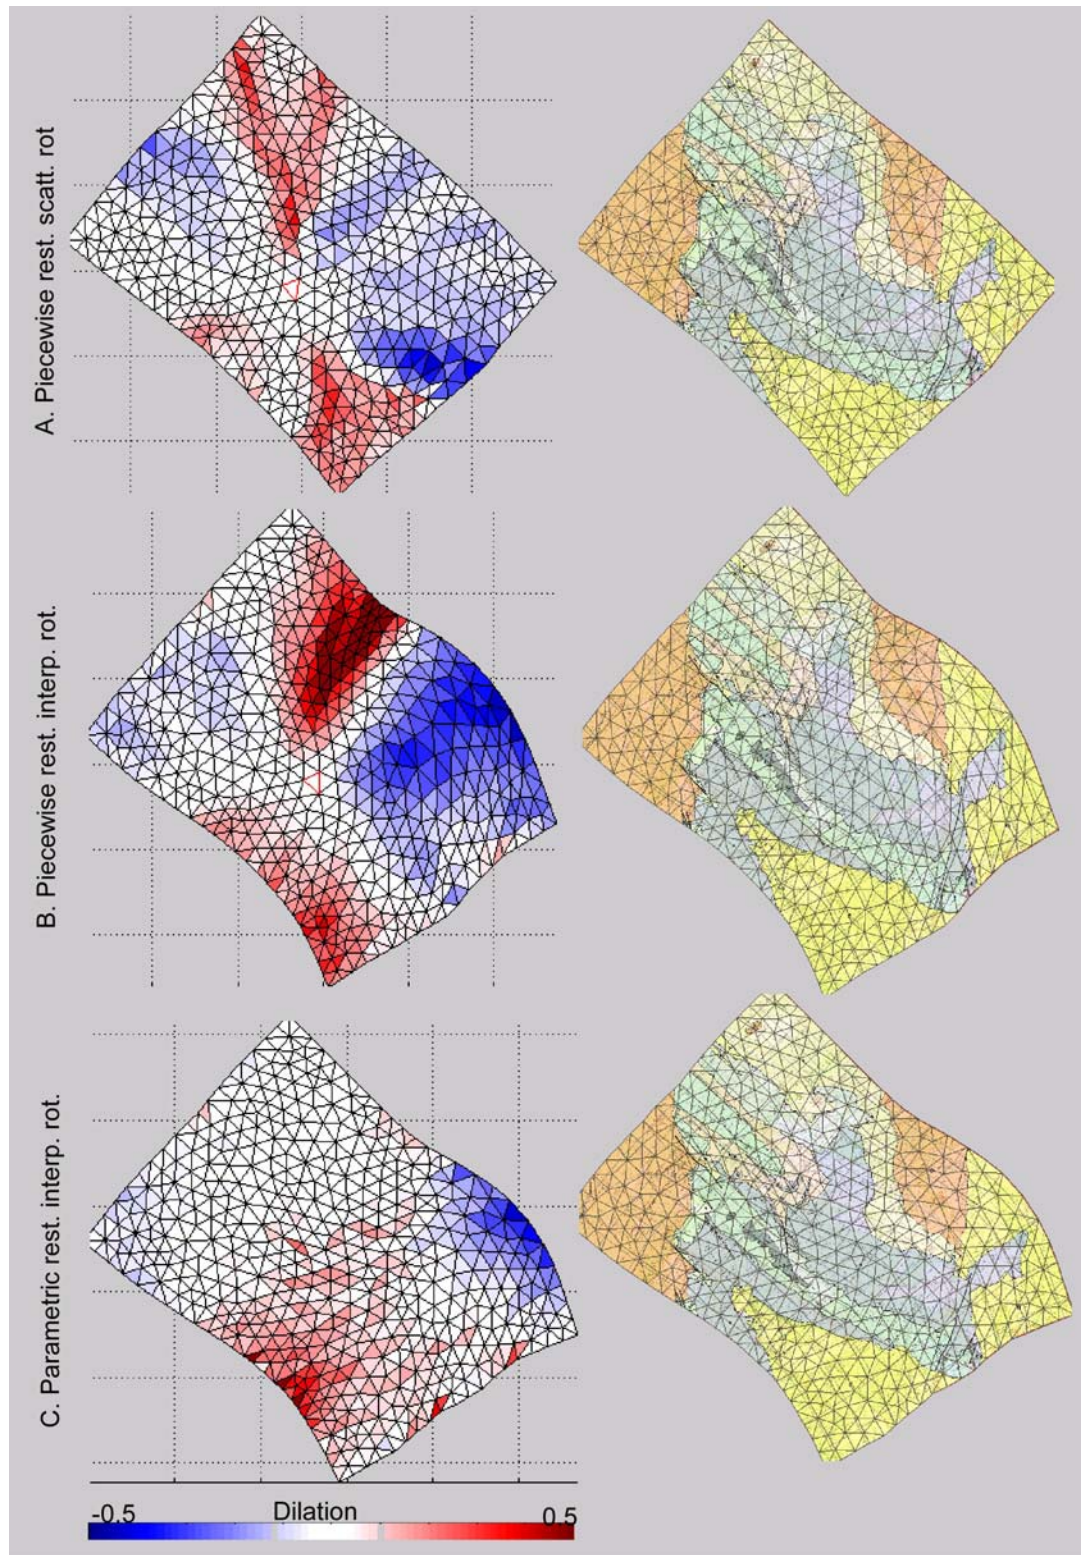 A. Piecewise rest. scatt. rot
B. Piecewise rest. interp. rot.
C. Parametric rest. interp. rot.
-0.5 Dilation 0.5